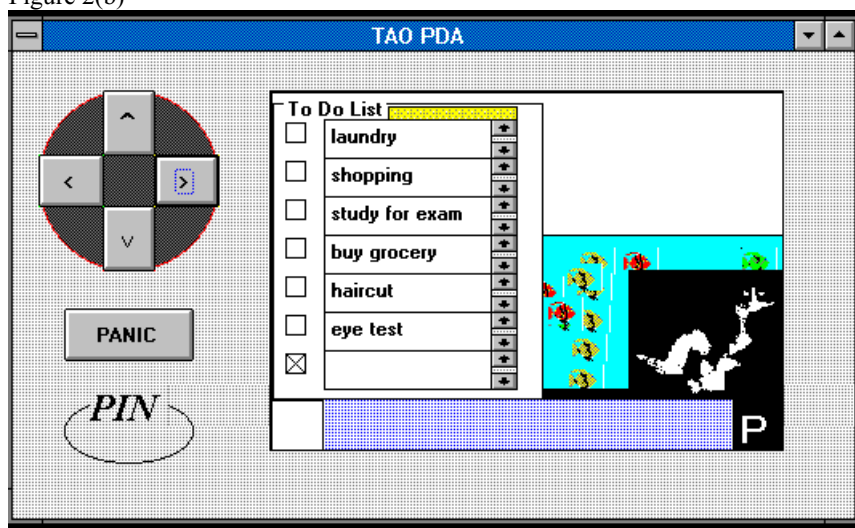 Figure 2(b)
TAO PDA
To Do List
laundry
shopping
study for exam
buy grocery
haircut
eye test
PANIC
PIN
P